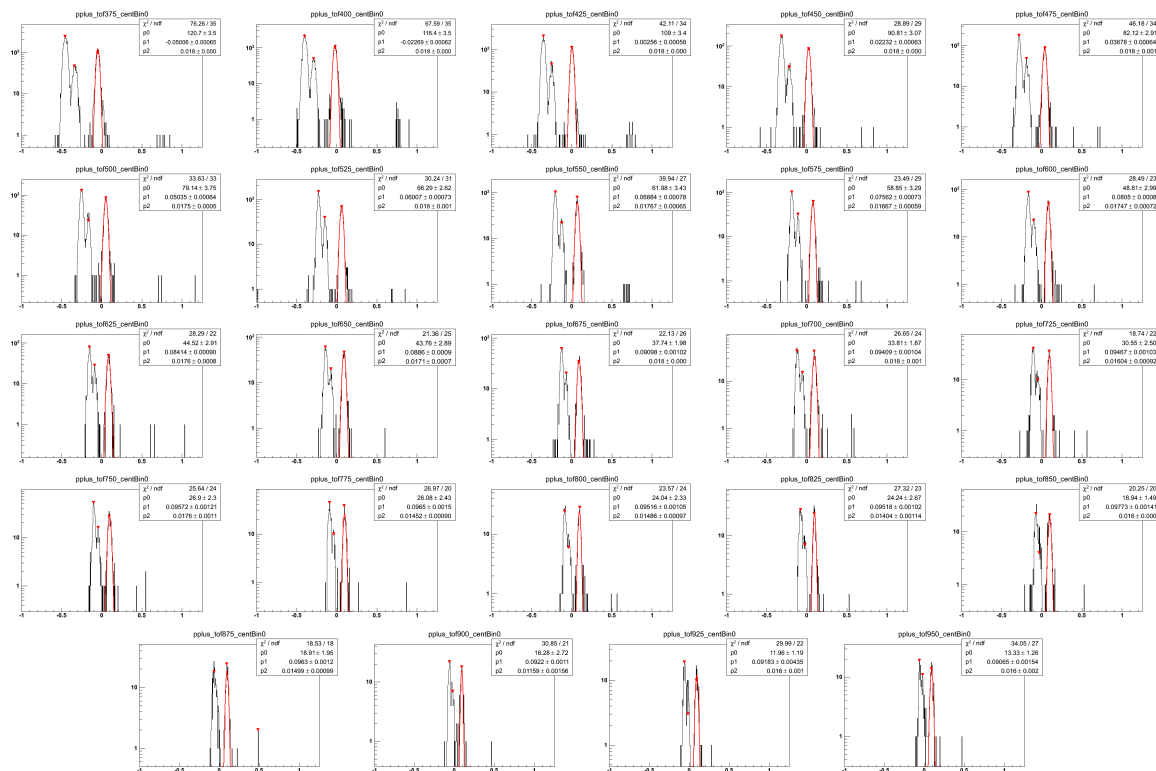 pplus_tof375_centBin0
χ² / ndf 76.26 / 35
p0 120.7 ± 3.5
p1 -0.05006 ± 0.00065
p2 0.018 ± 0.000
pplus_tof400_centBin0
χ² / ndf 67.59 / 35
p0 116.4 ± 3.5
p1 -0.02269 ± 0.00062
p2 0.018 ± 0.000
pplus_tof425_centBin0
χ² / ndf 42.11 / 34
p0 109 ± 3.4
p1 0.00256 ± 0.00058
p2 0.018 ± 0.000
pplus_tof450_centBin0
χ² / ndf 28.89 / 29
p0 90.81 ± 3.07
p1 0.02232 ± 0.00063
p2 0.018 ± 0.000
pplus_tof475_centBin0
χ² / ndf 46.18 / 34
p0 82.12 ± 2.91
p1 0.03678 ± 0.00064
p2 0.018 ± 0.001
pplus_tof500_centBin0
χ² / ndf 33.63 / 33
p0 79.14 ± 3.75
p1 0.05035 ± 0.00064
p2 0.0175 ± 0.0005
pplus_tof525_centBin0
χ² / ndf 30.24 / 31
p0 68.29 ± 2.62
p1 0.06007 ± 0.00073
p2 0.018 ± 0.001
pplus_tof550_centBin0
χ² / ndf 39.94 / 27
p0 61.98 ± 3.43
p1 0.06884 ± 0.00078
p2 0.01767 ± 0.00065
pplus_tof575_centBin0
χ² / ndf 23.49 / 29
p0 58.85 ± 3.29
p1 0.07562 ± 0.00073
p2 0.01667 ± 0.00059
pplus_tof600_centBin0
χ² / ndf 28.49 / 23
p0 48.81 ± 2.99
p1 0.0805 ± 0.0008
p2 0.01747 ± 0.00072
pplus_tof625_centBin0
χ² / ndf 28.29 / 22
p0 44.52 ± 2.91
p1 0.08414 ± 0.00090
p2 0.0176 ± 0.0008
pplus_tof650_centBin0
χ² / ndf 21.36 / 25
p0 43.76 ± 2.89
p1 0.0886 ± 0.0009
p2 0.0171 ± 0.0007
pplus_tof675_centBin0
χ² / ndf 22.13 / 26
p0 37.74 ± 1.98
p1 0.09098 ± 0.00102
p2 0.018 ± 0.000
pplus_tof700_centBin0
χ² / ndf 26.65 / 24
p0 33.81 ± 1.87
p1 0.09409 ± 0.00104
p2 0.018 ± 0.001
pplus_tof725_centBin0
χ² / ndf 18.74 / 22
p0 30.55 ± 2.50
p1 0.09467 ± 0.00103
p2 0.01604 ± 0.00092
pplus_tof750_centBin0
χ² / ndf 25.64 / 24
p0 26.9 ± 2.3
p1 0.09572 ± 0.00121
p2 0.0176 ± 0.0011
pplus_tof775_centBin0
χ² / ndf 26.97 / 20
p0 26.08 ± 2.43
p1 0.0965 ± 0.0015
p2 0.01452 ± 0.00090
pplus_tof800_centBin0
χ² / ndf 23.57 / 24
p0 24.04 ± 2.33
p1 0.09516 ± 0.00105
p2 0.01486 ± 0.00097
pplus_tof825_centBin0
χ² / ndf 27.32 / 23
p0 24.24 ± 2.67
p1 0.09518 ± 0.00102
p2 0.01404 ± 0.00114
pplus_tof850_centBin0
χ² / ndf 20.25 / 20
p0 18.94 ± 1.49
p1 0.09773 ± 0.00141
p2 0.016 ± 0.000
pplus_tof875_centBin0
χ² / ndf 18.53 / 18
p0 18.91 ± 1.95
p1 0.0963 ± 0.0012
p2 0.01499 ± 0.00099
pplus_tof900_centBin0
χ² / ndf 30.85 / 21
p0 16.28 ± 2.72
p1 0.0922 ± 0.0011
p2 0.01159 ± 0.00156
pplus_tof925_centBin0
χ² / ndf 29.99 / 22
p0 11.96 ± 1.19
p1 0.09183 ± 0.00435
p2 0.016 ± 0.001
pplus_tof950_centBin0
χ² / ndf 34.05 / 27
p0 13.33 ± 1.26
p1 0.09065 ± 0.00154
p2 0.016 ± 0.002